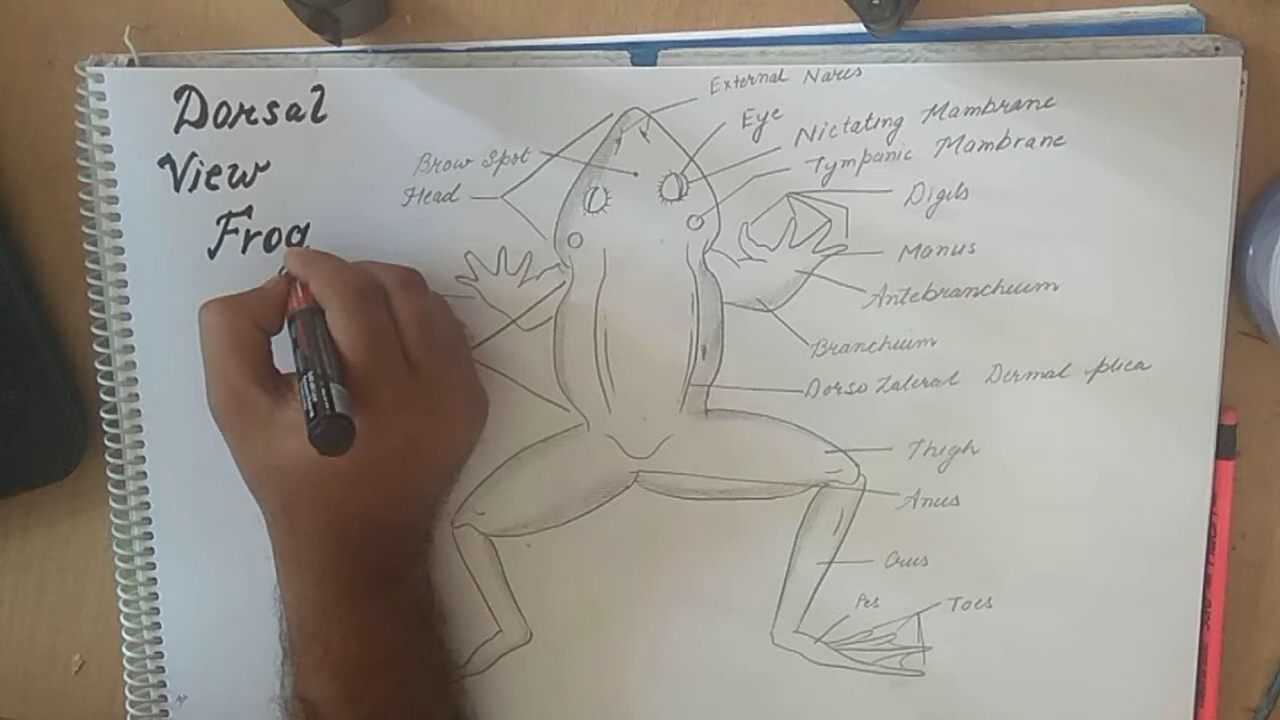 Dorsal
View
Frog
External Nares
Eye
Nictating Mambrane
Tympanic Mambrane
Brow Spot
Head
Digits
Manus
Antebrancheum
Brancheum
Dorso Lateral Dermal plica
Thigh
Anus
Crus
Pes
Toes